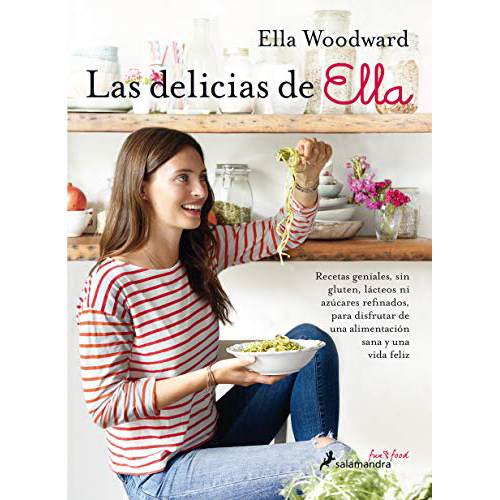 Ella Woodward
Las delicias de Ella
Recetas geniales, sin
gluten, lácteos ni
azúcares refinados,
para disfrutar de
una alimentación
sana y una
vida feliz
fun & food
salamandra